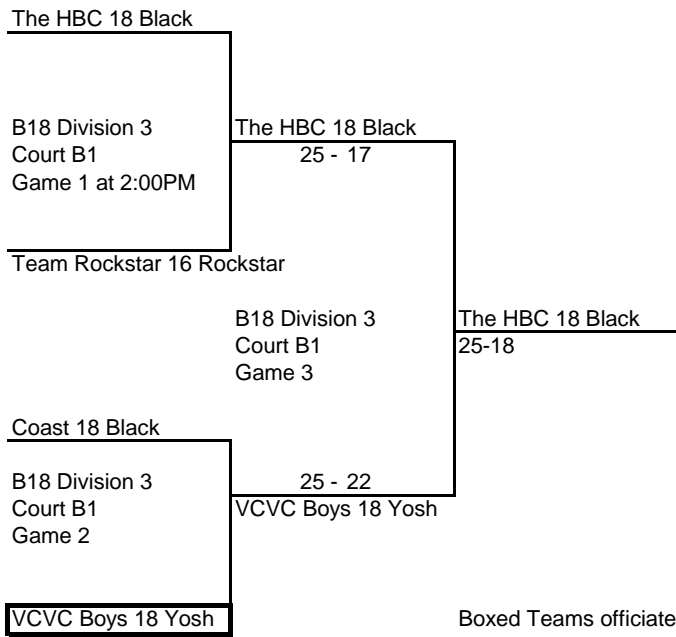 The HBC 18 Black
B18 Division 3
Court B1
Game 1 at 2:00PM
The HBC 18 Black
25 - 17
Team Rockstar 16 Rockstar
B18 Division 3
Court B1
Game 3
The HBC 18 Black
25-18
Coast 18 Black
B18 Division 3
Court B1
Game 2
25 - 22
VCVC Boys 18 Yosh
VCVC Boys 18 Yosh
Boxed Teams officiate